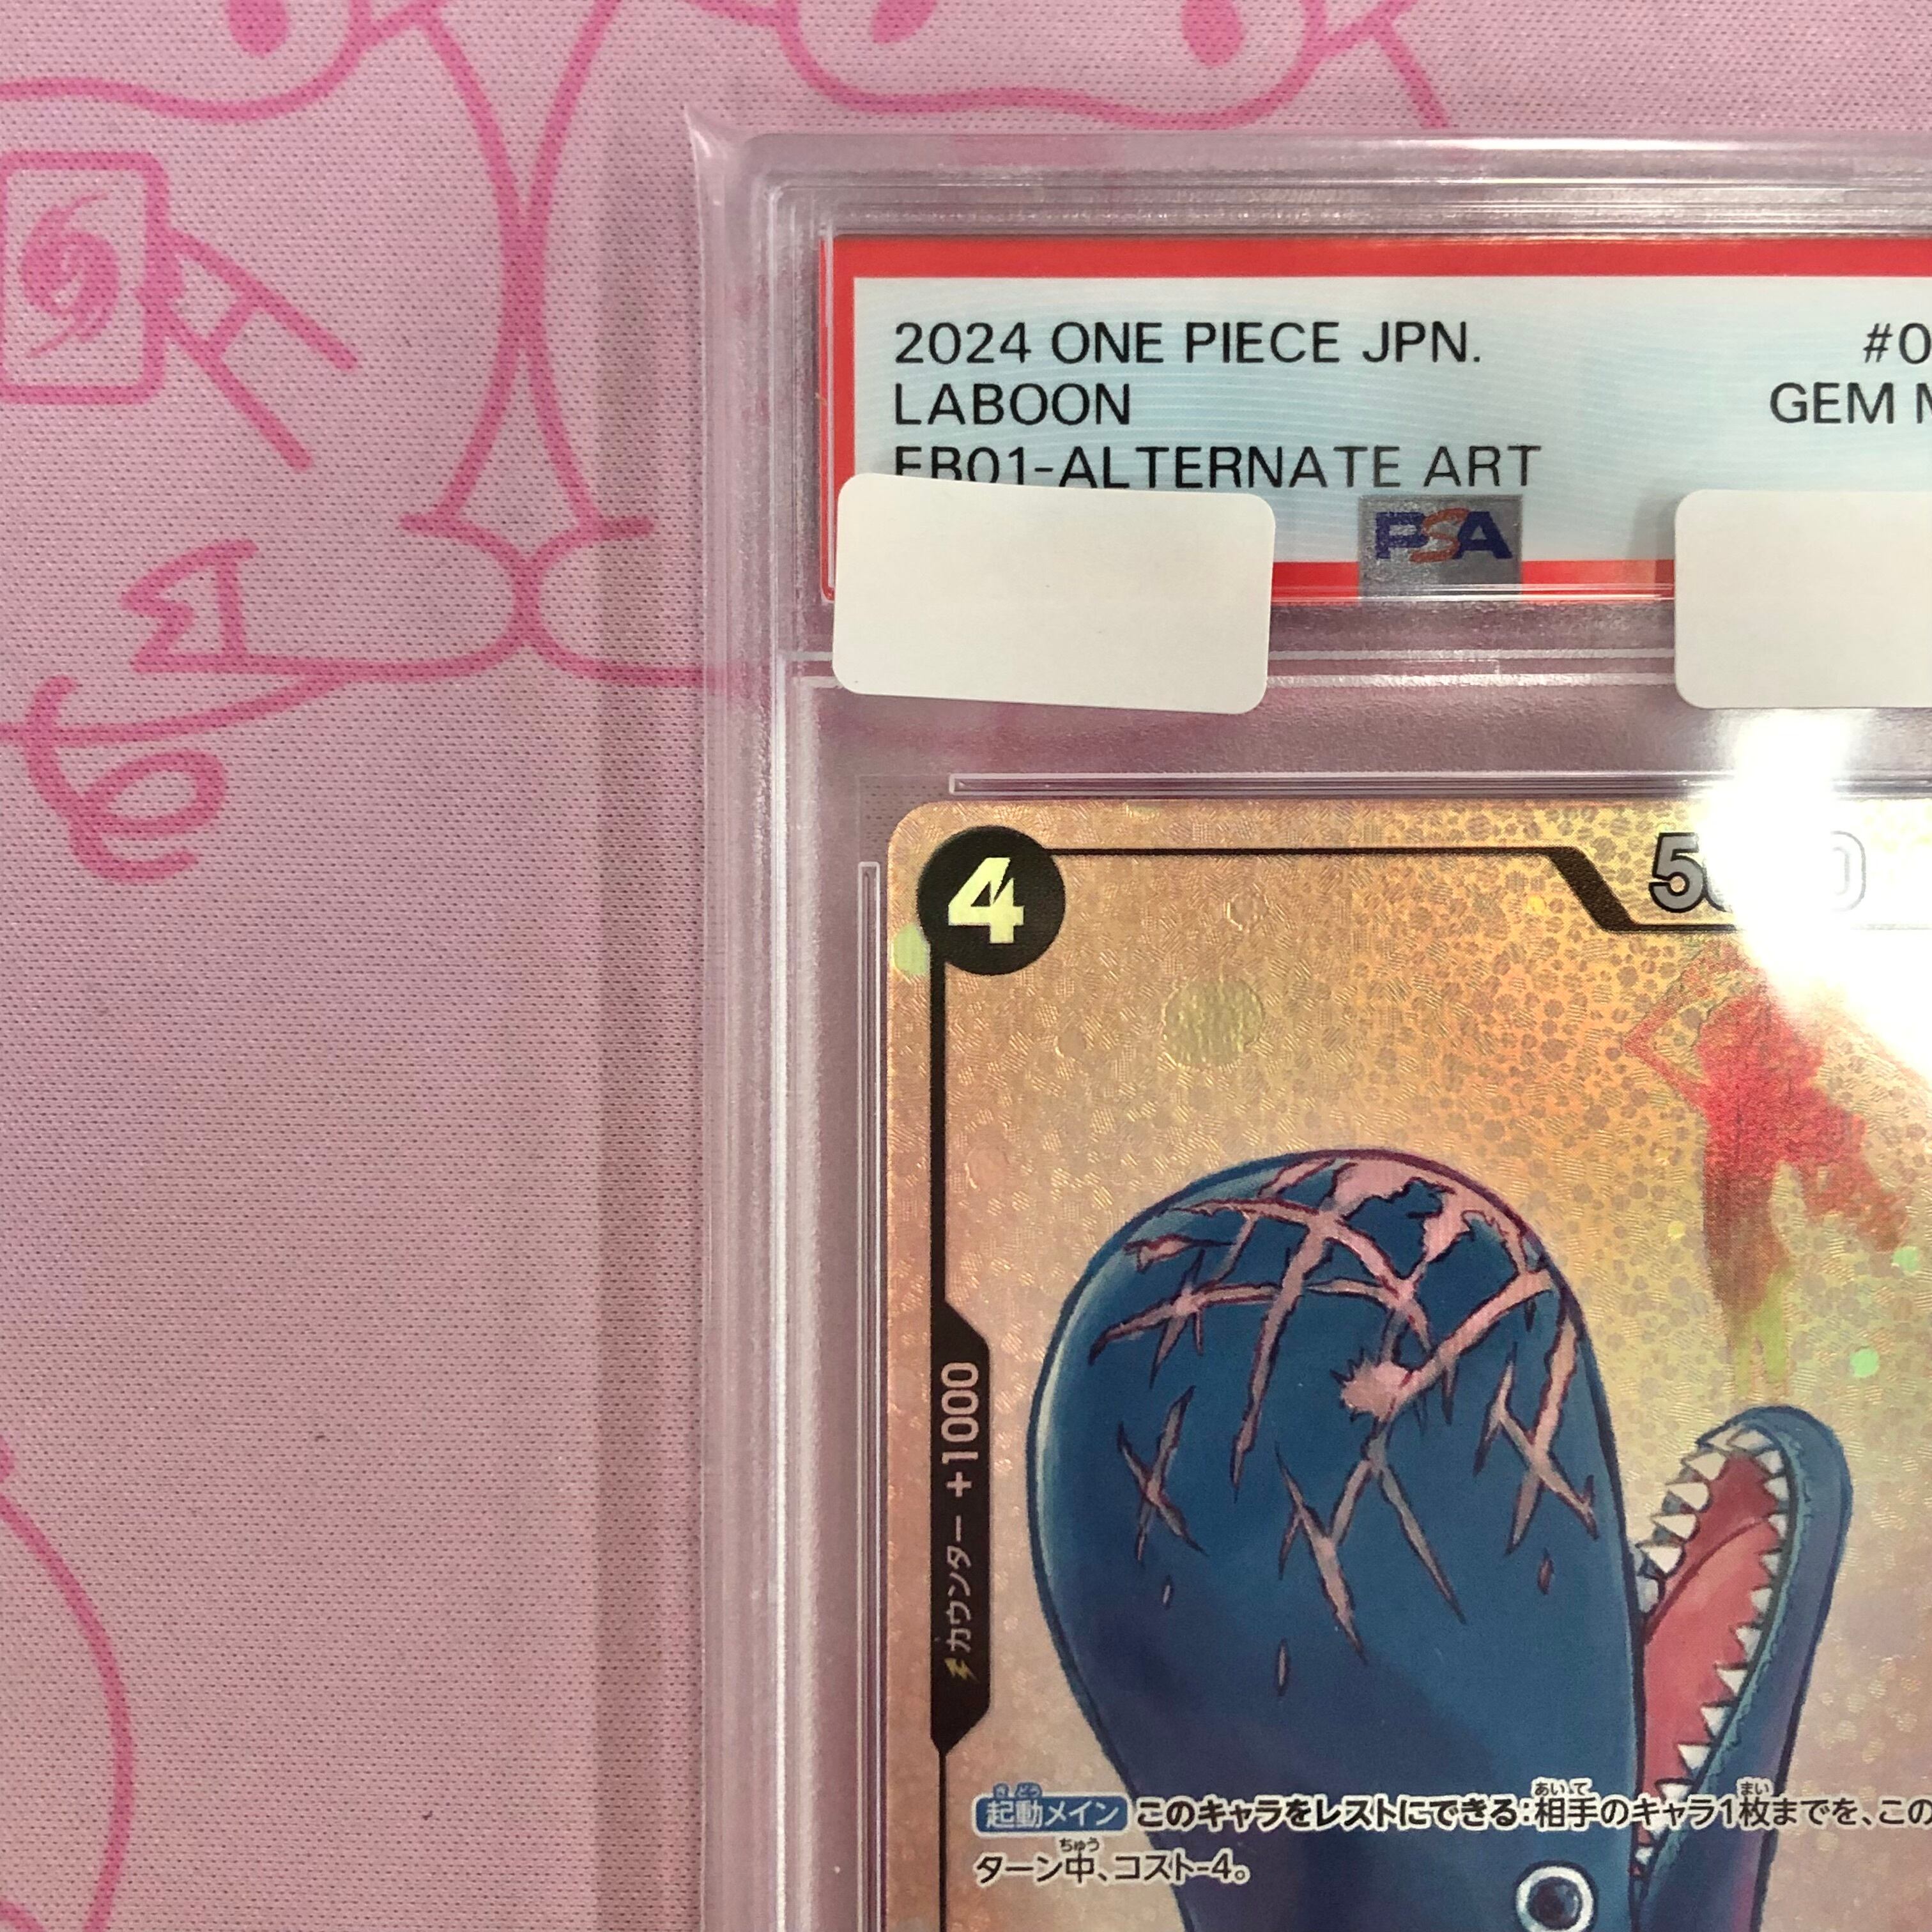 2024 ONE PIECE JPN.
LABOON
GEM
EB01-ALTERNATE ART
PSA
4
カウンター +1000
起動メイン このキャラをレストにできる:相手のキャラ1枚までを、この
ターン中、コスト-4。